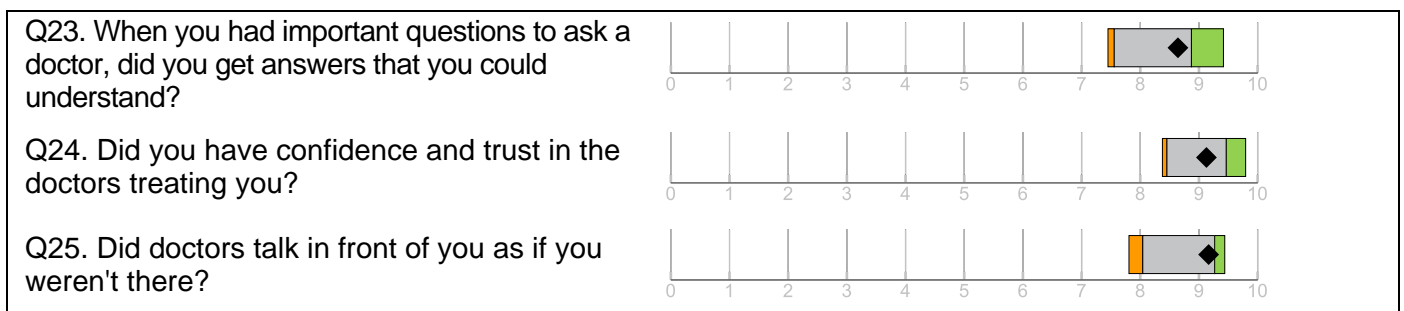 Q23. When you had important questions to ask a
doctor, did you get answers that you could
understand?
0 1 2 3 4 5 6 7 8 9 10
Q24. Did you have confidence and trust in the
doctors treating you?
0 1 2 3 4 5 6 7 8 9 10
Q25. Did doctors talk in front of you as if you
weren't there?
0 1 2 3 4 5 6 7 8 9 10